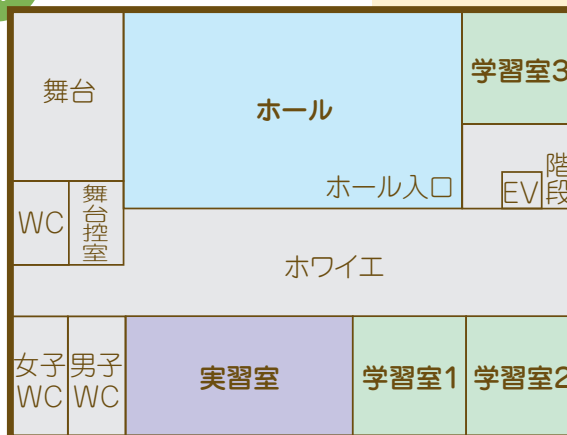 舞台
ホール
学習室3
ホール入口
階段
EV
WC
舞台控室
ホワイエ
女子
WC
男子
WC
実習室
学習室1
学習室2